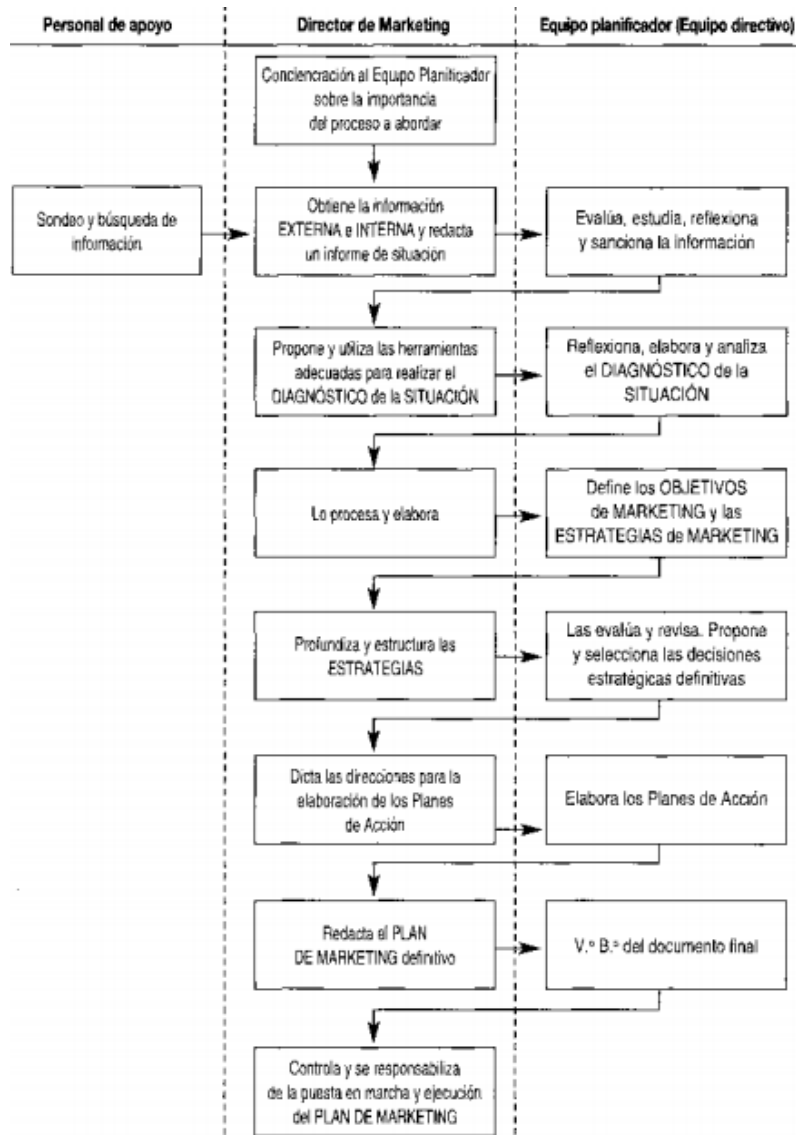 Personal de apoyo
Director de Marketing
Equipo planificador (Equipo directivo)
Conciencración al Equpo Planificador
sobre la importancia
del proceso a abordar
Sondeo y búsqueda de
información
Obtiene la información
EXTERNA e INTERNA y redacta
un informe de situación
Evalúa, estudía, reflexiona
y sanciona la información
Propone y utiliza las herramientas
adecuadas para realizar el
DIAGNÓSTICO de la SITUACIÓN
Reflexiona, elabora y analiza
el DIAGNÓSTICO de la
SITUACIÓN
Lo procesa y elabora
Define los OBJETIVOS
de MARKETING y las
ESTRATEGIAS de MARKETING
Profundiza y estructura las
ESTRATEGIAS
Las evalúa y revisa. Propone
y selecciona las decisiones
estratégicas definitivas
Dicta las direcciones para la
elaboración de los Planes
de Acción
Elabora los Planes de Acción
Redacta el PLAN
DE MARKETING definitivo
V.º B.º del documento final
Controla y se responsabiliza
de la puesta en marcha y ejecución
del PLAN DE MARKETING